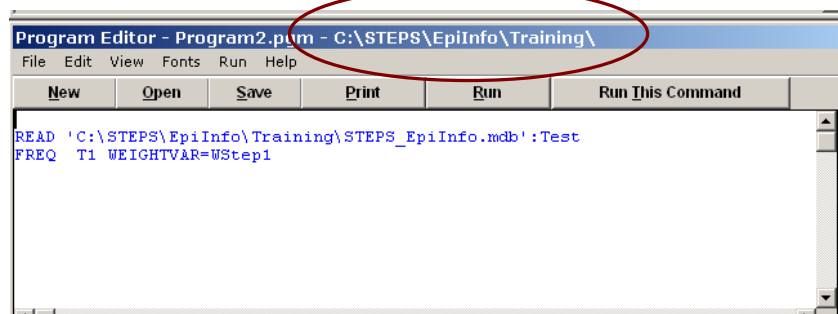 Program Editor - Program2.pgm - C:\STEPS\EpiInfo\Training\
File Edit View Fonts Run Help
New Open Save Print Run Run This Command
READ 'C:\STEPS\EpiInfo\Training\STEPS_EpiInfo.mdb':Test
FREQ T1 WEIGHTVAR=WStep1